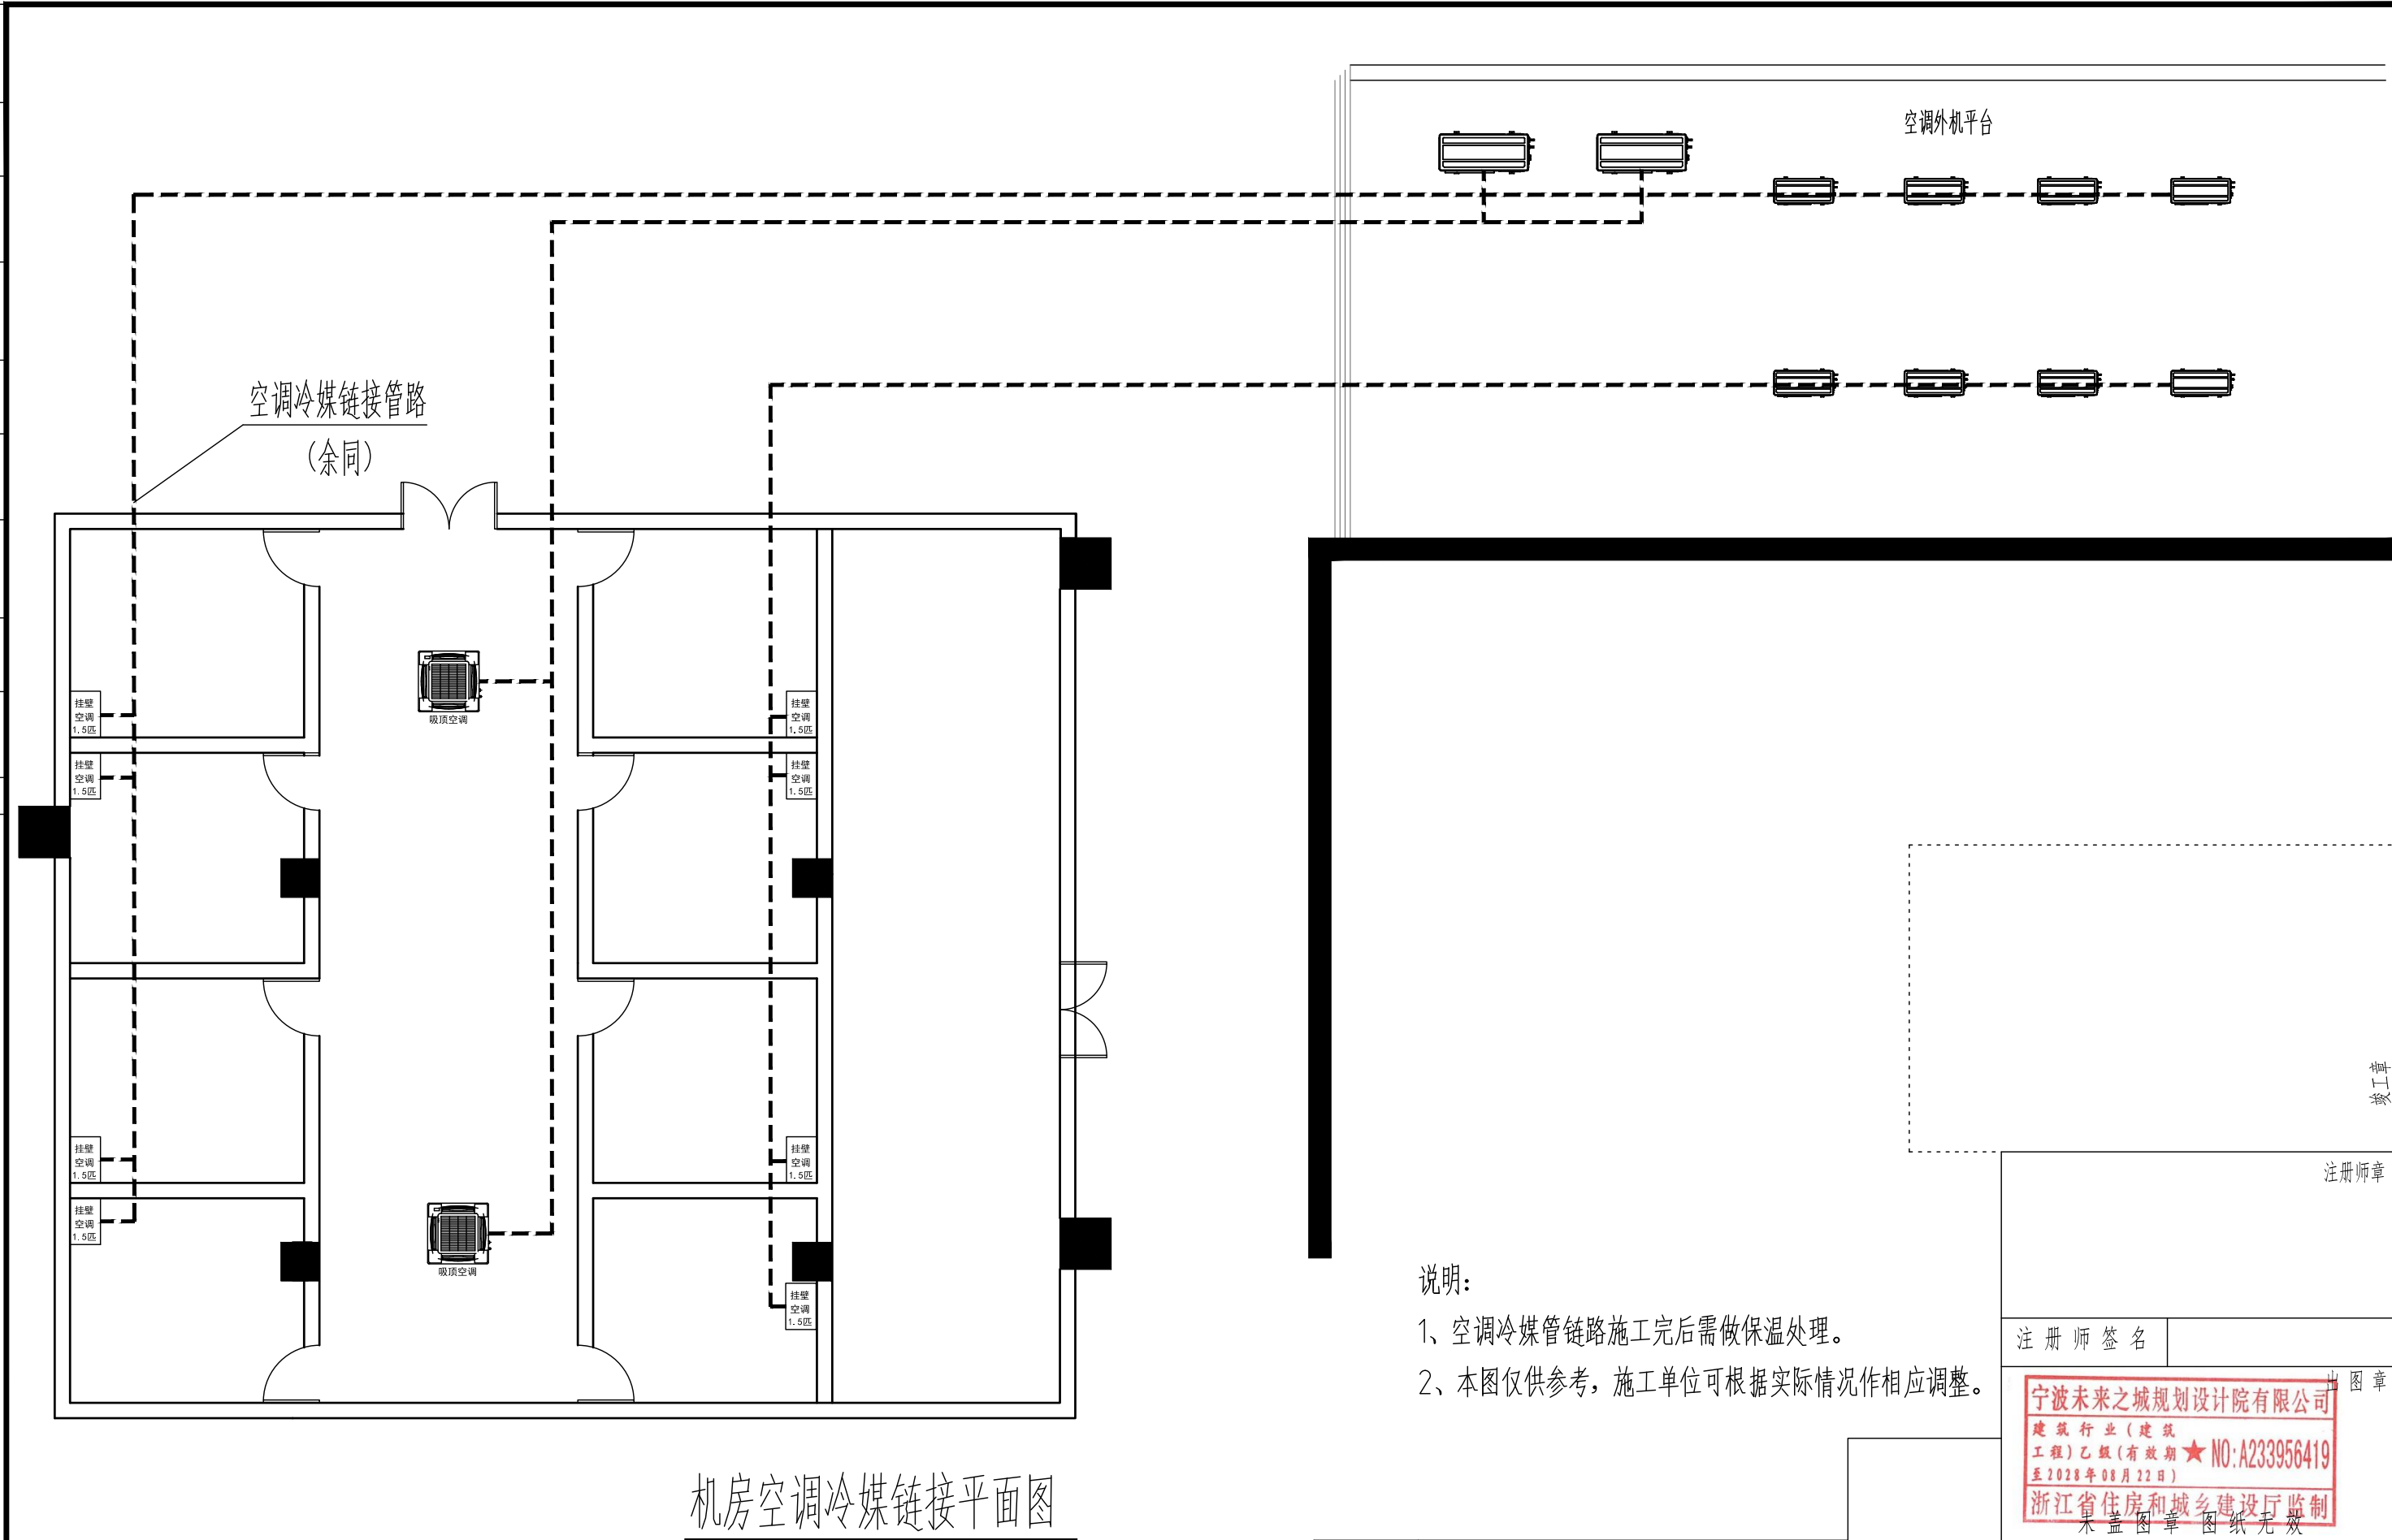 空调外机平台
空调冷媒链接管路
(余同)
吸顶空调
挂壁
空调
1.5匹
挂壁
空调
1.5匹
挂壁
空调
1.5匹
挂壁
空调
1.5匹
挂壁
空调
1.5匹
挂壁
空调
1.5匹
挂壁
空调
1.5匹
挂壁
空调
1.5匹
吸顶空调
竣工章
注册师章
说明：
1、空调冷媒管链路施工完后需做保温处理。
2、本图仅供参考，施工单位可根据实际情况作相应调整。
注册师签名
出图章
宁波未来之城规划设计院有限公司
建筑行业(建筑
工程)乙级(有效期
至2028年08月22日)
★ NO:A233956419
浙江省住房和城乡建设厅监制
未盖图章 图纸无效
机房空调冷媒链接平面图